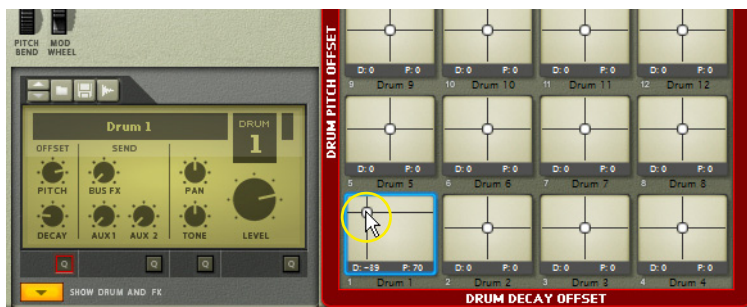 PITCH BEND
MOD WHEEL
Drum 1
DRUM
1
OFFSET
SEND
PITCH
BUS FX
PAN
DECAY
AUX 1
AUX 2
TONE
LEVEL
Q
Q
Q
Q
SHOW DRUM AND FX
DRUM PITCH OFFSET
D: 0 P: 0
D: 0 P: 0
D: 0 P: 0
D: 0 P: 0
9 Drum 9
10 Drum 10
11 Drum 11
12 Drum 12
D: 0 P: 0
D: 0 P: 0
D: 0 P: 0
D: 0 P: 0
5 Drum 5
6 Drum 6
7 Drum 7
8 Drum 8
D: -39 P: 70
D: 0 P: 0
D: 0 P: 0
D: 0 P: 0
1 Drum 1
2 Drum 2
3 Drum 3
4 Drum 4
DRUM DECAY OFFSET